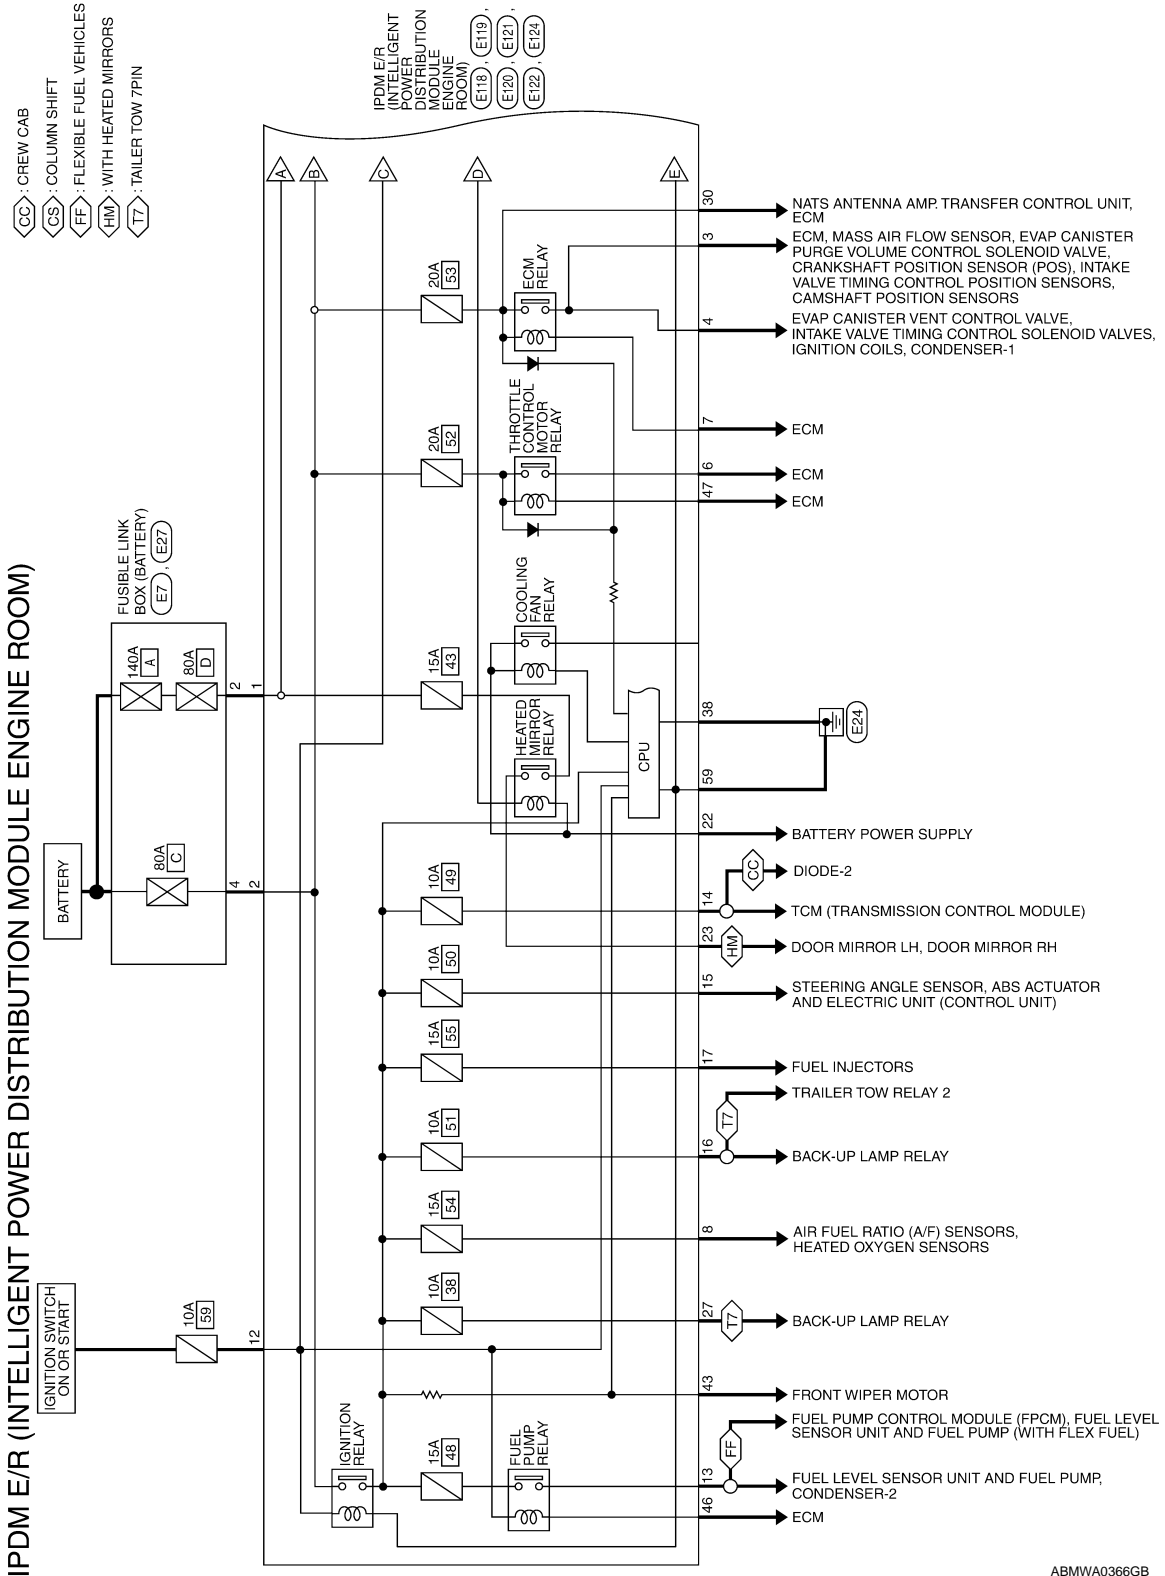 IPDM E/R (INTELLIGENT POWER DISTRIBUTION MODULE ENGINE ROOM)
CC : CREW CAB
CS : COLUMN SHIFT
FF : FLEXIBLE FUEL VEHICLES
HM : WITH HEATED MIRRORS
T7 : TAILER TOW 7PIN
IPDM E/R
(INTELLIGENT
POWER
DISTRIBUTION
MODULE
ENGINE
ROOM)
E118 , E119 ,
E120 , E121 ,
E122 , E124
BATTERY
FUSIBLE LINK
BOX (BATTERY)
E7 , E27
140A
A
80A
D
80A
C
2
1
4
2
IGNITION SWITCH
ON OR START
10A
59
12
A
B
C
D
E
20A
53
ECM
RELAY
20A
52
THROTTLE
CONTROL
MOTOR
RELAY
COOLING
FAN
RELAY
15A
43
HEATED
MIRROR
RELAY
CPU
10A
49
10A
50
15A
55
10A
51
15A
54
10A
38
IGNITION
RELAY
15A
48
FUEL
PUMP
RELAY
30
NATS ANTENNA AMP. TRANSFER CONTROL UNIT,
ECM
3
ECM, MASS AIR FLOW SENSOR, EVAP CANISTER
PURGE VOLUME CONTROL SOLENOID VALVE,
CRANKSHAFT POSITION SENSOR (POS), INTAKE
VALVE TIMING CONTROL POSITION SENSORS,
CAMSHAFT POSITION SENSORS
4
EVAP CANISTER VENT CONTROL VALVE,
INTAKE VALVE TIMING CONTROL SOLENOID VALVES,
IGNITION COILS, CONDENSER-1
7
ECM
6
ECM
47
ECM
38
E24
59
22
BATTERY POWER SUPPLY
CC
DIODE-2
14
TCM (TRANSMISSION CONTROL MODULE)
23
HM
DOOR MIRROR LH, DOOR MIRROR RH
15
STEERING ANGLE SENSOR, ABS ACTUATOR
AND ELECTRIC UNIT (CONTROL UNIT)
17
FUEL INJECTORS
T7
TRAILER TOW RELAY 2
16
BACK-UP LAMP RELAY
8
AIR FUEL RATIO (A/F) SENSORS,
HEATED OXYGEN SENSORS
27
T7
BACK-UP LAMP RELAY
43
FRONT WIPER MOTOR
FF
FUEL PUMP CONTROL MODULE (FPCM), FUEL LEVEL
SENSOR UNIT AND FUEL PUMP (WITH FLEX FUEL)
13
FUEL LEVEL SENSOR UNIT AND FUEL PUMP,
CONDENSER-2
46
ECM
ABMWA0366GB